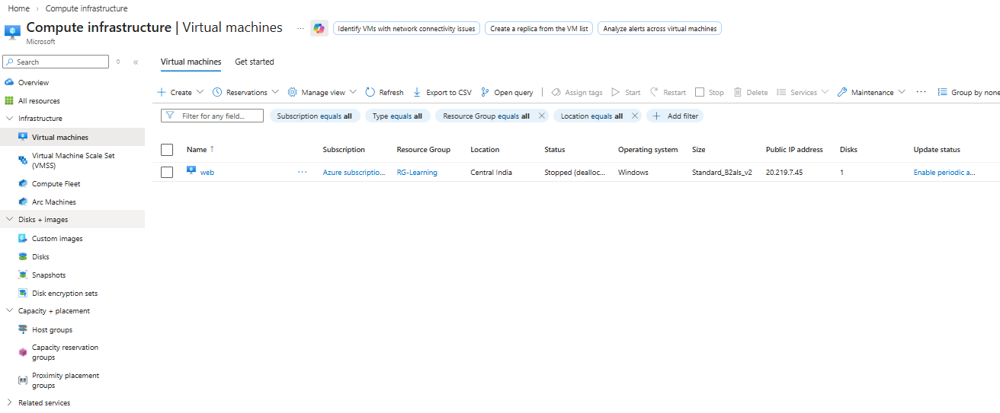 Home › Compute infrastructure
Compute infrastructure | Virtual machines ...
Microsoft
Identify VMs with network connectivity issues
Create a replica from the VM list
Analyze alerts across virtual machines
Search
Overview
All resources
Infrastructure
Virtual machines
Virtual Machine Scale Set
(VMSS)
Compute Fleet
Arc Machines
Disks + images
Custom images
Disks
Snapshots
Disk encryption sets
Capacity + placement
Host groups
Capacity reservation
groups
Proximity placement
groups
Related services
Virtual machines Get started
Create Reservations Manage view Refresh Export to CSV Open query Assign tags Start Restart Stop Delete Services Maintenance ... Group by none
Filter for any field... Subscription equals all Type equals all Resource Group equals all Location equals all Add filter
Name ↑ Subscription Resource Group Location Status Operating system Size Public IP address Disks Update status
web ... Azure subscriptio... RG-Learning Central India Stopped (dealloc... Windows Standard_B2als_v2 20.219.7.45 1 Enable periodic a...